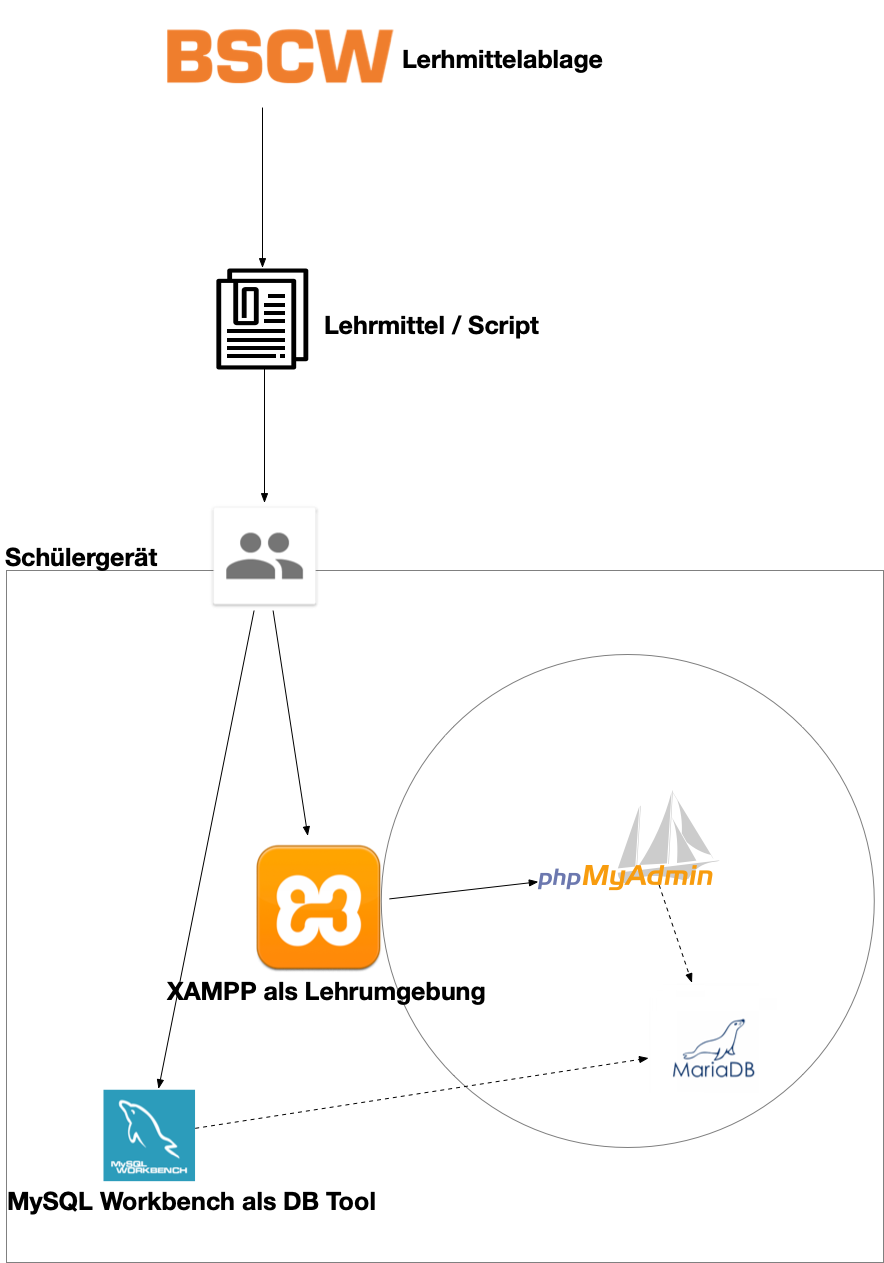 BSCW Lerhmittelablage
Lehrmittel / Script
Schülergerät
phpMyAdmin
XAMPP als Lehrumgebung
MariaDB
MySQL
WORKBENCH
MySQL Workbench als DB Tool